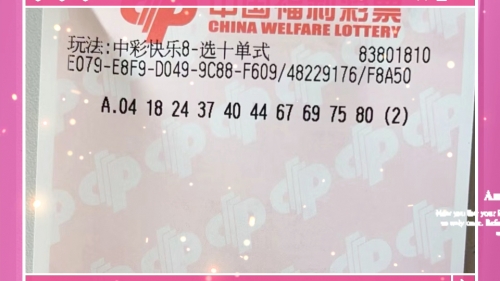 中国福利彩票
CHINA WELFARE LOTTERY
玩法:中彩快乐8-选十单式
83801810
E079-E8F9-D049-9C88-F609/48229176/F8A50
A.04 18 24 37 40 44 67 69 75 80 (2)